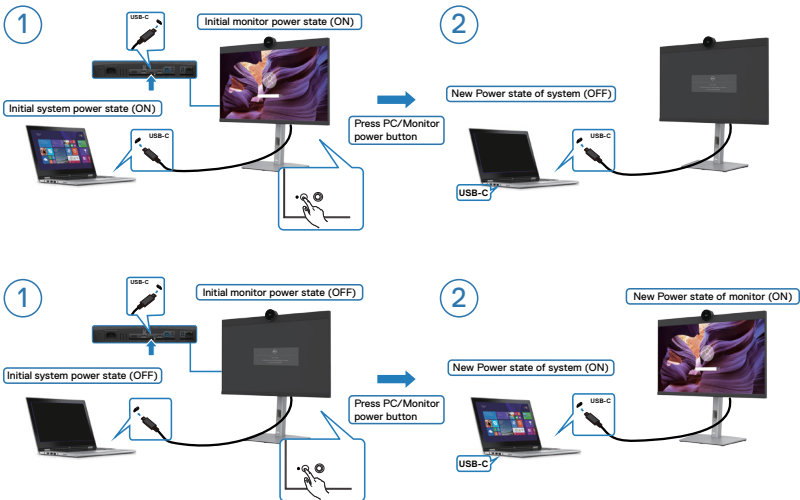 1
USB-C
Initial monitor power state (ON)
2
Initial system power state (ON)
USB-C
Press PC/Monitor
power button
New Power state of system (OFF)
USB-C
USB-C
1
USB-C
Initial monitor power state (OFF)
2
New Power state of monitor (ON)
Initial system power state (OFF)
USB-C
Press PC/Monitor
power button
New Power state of system (ON)
USB-C
USB-C